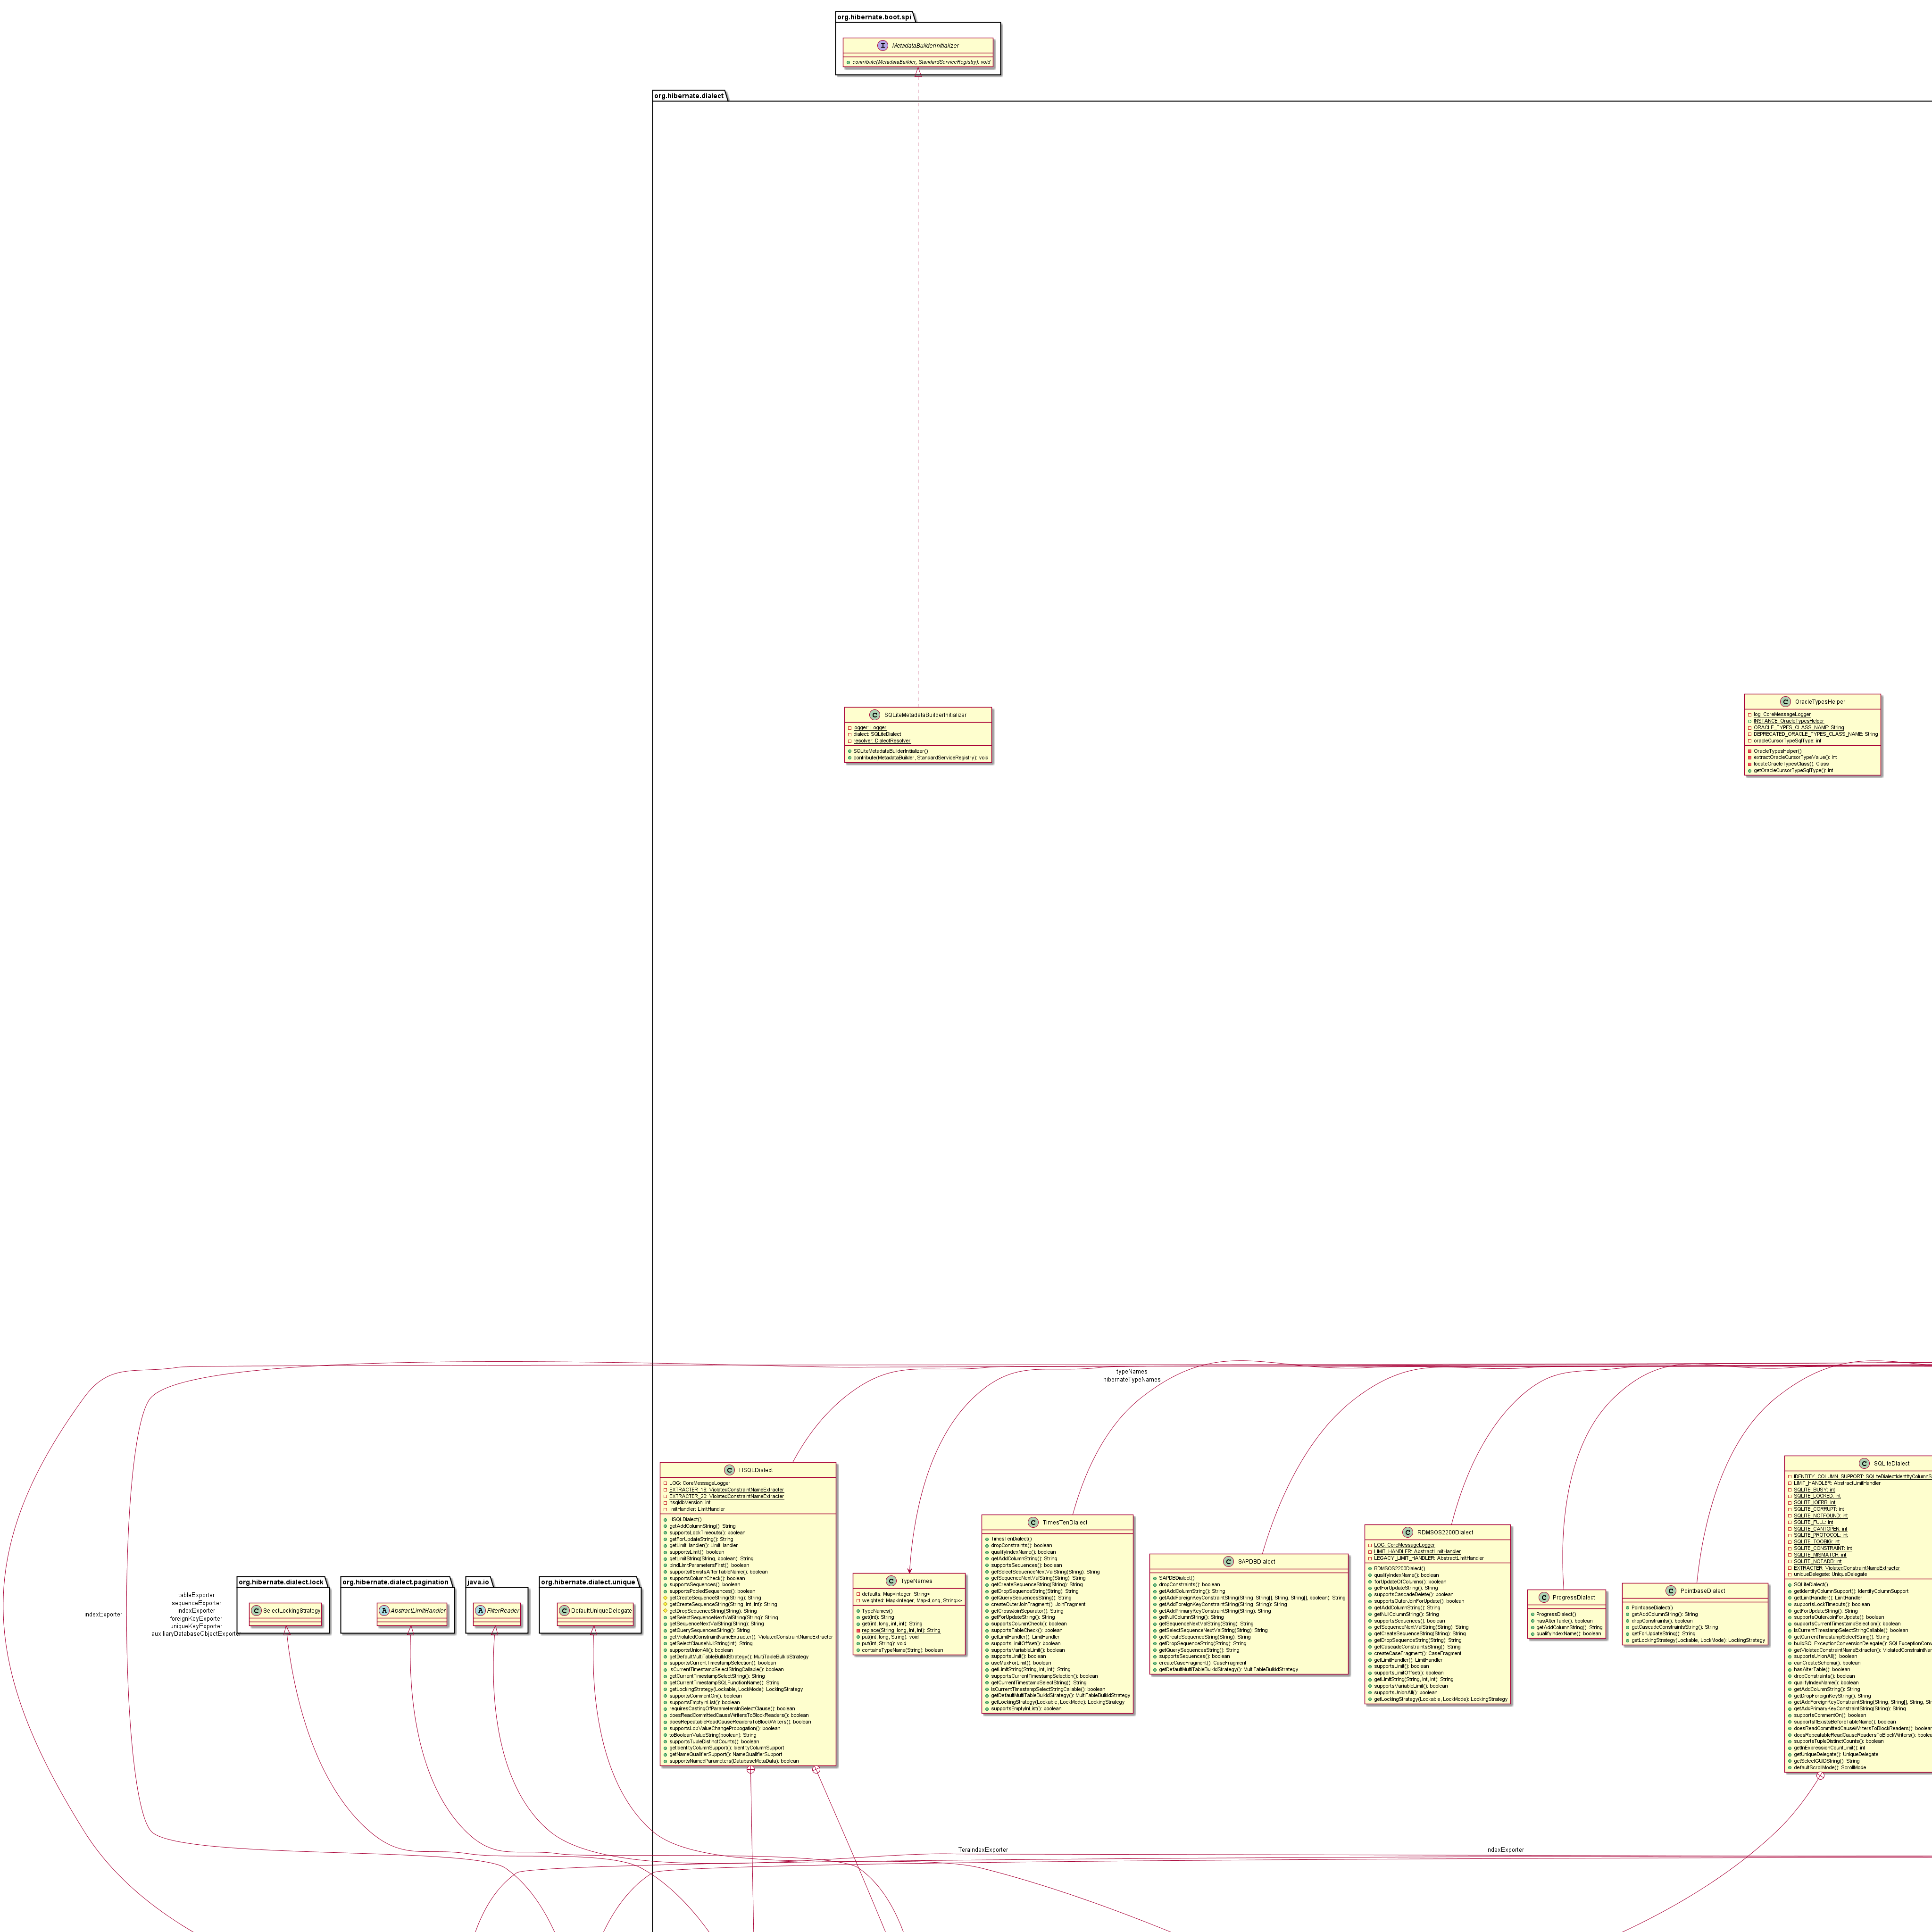 org.hibernate.boot.spi
I MetadataBuilderInitializer
contribute(MetadataBuilder, StandardServiceRegistry): void
org.hibernate.dialect
C SQLiteMetadataBuilderInitializer
logger: Logger
dialect: SQLiteDialect
resolver: DialectResolver
SQLiteMetadataBuilderInitializer()
contribute(MetadataBuilder, StandardServiceRegistry): void
C OracleTypesHelper
log: CoreMessageLogger
INSTANCE: OracleTypesHelper
ORACLE_TYPES_CLASS_NAME: String
DEPRECATED_ORACLE_TYPES_CLASS_NAME: String
oracleCursorTypeSqlType: int
OracleTypesHelper()
extractOracleCursorTypeValue(): int
locateOracleTypesClass(): Class
getOracleCursorTypeSqlType(): int
typeNames
hibernateTypeNames
C HSQLDialect
LOG: CoreMessageLogger
EXTRACTER_18: ViolatedConstraintNameExtracter
EXTRACTER_20: ViolatedConstraintNameExtracter
hsqldbVersion: int
limitHandler: LimitHandler
HSQLDialect()
getAddColumnString(): String
supportsLockTimeouts(): boolean
getForUpdateString(): String
getLimitHandler(): LimitHandler
supportsLimit(): boolean
getLimitString(String, boolean): String
bindLimitParametersFirst(): boolean
supportsIfExistsAfterTableName(): boolean
supportsColumnCheck(): boolean
supportsSequences(): boolean
supportsPooledSequences(): boolean
getCreateSequenceString(String): String
getCreateSequenceString(String, int, int): String
getDropSequenceString(String): String
getSelectSequenceNextValString(String): String
getSequenceNextValString(String): String
getQuerySequencesString(): String
getViolatedConstraintNameExtracter(): ViolatedConstraintNameExtracter
getSelectClauseNullString(int): String
supportsUnionAll(): boolean
getDefaultMultiTableBulkIdStrategy(): MultiTableBulkIdStrategy
supportsCurrentTimestampSelection(): boolean
isCurrentTimestampSelectStringCallable(): boolean
getCurrentTimestampSelectString(): String
getCurrentTimestampSQLFunctionName(): String
getLockingStrategy(Lockable, LockMode): LockingStrategy
supportsCommentOn(): boolean
supportsEmptyInList(): boolean
requiresCastingOfParametersInSelectClause(): boolean
doesReadCommittedCauseWritersToBlockReaders(): boolean
doesRepeatableReadCauseReadersToBlockWriters(): boolean
supportsLobValueChangePropogation(): boolean
toBooleanValueString(boolean): String
supportsTupleDistinctCounts(): boolean
getIdentityColumnSupport(): IdentityColumnSupport
getNameQualifierSupport(): NameQualifierSupport
supportsNamedParameters(DatabaseMetaData): boolean
C TypeNames
defaults: Map<Integer, String>
weighted: Map<Integer, Map<Long, String>>
TypeNames()
get(int): String
get(int, long, int, int): String
replace(String, long, int, int): String
put(int, long, String): void
put(int, String): void
containsTypeName(String): boolean
C TimesTenDialect
TimesTenDialect()
dropConstraints(): boolean
qualifyIndexName(): boolean
getAddColumnString(): String
supportsSequences(): boolean
getSelectSequenceNextValString(String): String
getSequenceNextValString(String): String
getCreateSequenceString(String): String
getDropSequenceString(String): String
getQuerySequencesString(): String
createOuterJoinFragment(): JoinFragment
getCrossJoinSeparator(): String
getForUpdateString(): String
supportsColumnCheck(): boolean
supportsTableCheck(): boolean
getLimitHandler(): LimitHandler
supportsLimitOffset(): boolean
supportsVariableLimit(): boolean
supportsLimit(): boolean
useMaxForLimit(): boolean
getLimitString(String, int, int): String
supportsCurrentTimestampSelection(): boolean
getCurrentTimestampSelectString(): String
isCurrentTimestampSelectStringCallable(): boolean
getDefaultMultiTableBulkIdStrategy(): MultiTableBulkIdStrategy
getLockingStrategy(Lockable, LockMode): LockingStrategy
supportsEmptyInList(): boolean
C SAPDBDialect
SAPDBDialect()
dropConstraints(): boolean
getAddColumnString(): String
getAddForeignKeyConstraintString(String, String[], String, String[], boolean): String
getAddForeignKeyConstraintString(String, String): String
getAddPrimaryKeyConstraintString(String): String
getNullColumnString(): String
getSequenceNextValString(String): String
getSelectSequenceNextValString(String): String
getCreateSequenceString(String): String
getDropSequenceString(String): String
getQuerySequencesString(): String
supportsSequences(): boolean
createCaseFragment(): CaseFragment
getDefaultMultiTableBulkIdStrategy(): MultiTableBulkIdStrategy
C RDMSOS2200Dialect
LOG: CoreMessageLogger
LIMIT_HANDLER: AbstractLimitHandler
LEGACY_LIMIT_HANDLER: AbstractLimitHandler
RDMSOS2200Dialect()
qualifyIndexName(): boolean
forUpdateOfColumns(): boolean
supportsCascadeDelete(): boolean
getForUpdateString(): String
supportsOuterJoinForUpdate(): boolean
getAddColumnString(): String
getNullColumnString(): String
supportsSequences(): boolean
getSequenceNextValString(String): String
getCreateSequenceString(String): String
getDropSequenceString(String): String
getCascadeConstraintsString(): String
createCaseFragment(): CaseFragment
getLimitHandler(): LimitHandler
supportsLimit(): boolean
supportsLimitOffset(): boolean
getLimitString(String, int, int): String
supportsVariableLimit(): boolean
supportsUnionAll(): boolean
getLockingStrategy(Lockable, LockMode): LockingStrategy
C ProgressDialect
ProgressDialect()
hasAlterTable(): boolean
getAddColumnString(): String
qualifyIndexName(): boolean
C PointbaseDialect
PointbaseDialect()
getAddColumnString(): String
dropConstraints(): boolean
getCascadeConstraintsString(): String
getForUpdateString(): String
getLockingStrategy(Lockable, LockMode): LockingStrategy
C SQLiteDialect
IDENTITY_COLUMN_SUPPORT: SQLiteDialectIdentityColumnS
LIMIT_HANDLER: AbstractLimitHandler
SQLITE_BUSY: int
SQLITE_LOCKED: int
SQLITE_IOERR: int
SQLITE_CORRUPT: int
SQLITE_NOTFOUND: int
SQLITE_FULL: int
SQLITE_CANTOPEN: int
SQLITE_PROTOCOL: int
SQLITE_TOOBIG: int
SQLITE_CONSTRAINT: int
SQLITE_MISMATCH: int
SQLITE_NOTADB: int
EXTRACTER: ViolatedConstraintNameExtracter
uniqueDelegate: UniqueDelegate
SQLiteDialect()
getIdentityColumnSupport(): IdentityColumnSupport
getLimitHandler(): LimitHandler
supportsLockTimeouts(): boolean
getForUpdateString(): String
supportsOuterJoinForUpdate(): boolean
supportsCurrentTimestampSelection(): boolean
isCurrentTimestampSelectStringCallable(): boolean
getCurrentTimestampSelectString(): String
getViolatedConstraintNameExtracter(): ViolatedConstraintNam
buildSQLExceptionConversionDelegate(): SQLExceptionConv
supportsUnionAll(): boolean
canCreateSchema(): boolean
hasAlterTable(): boolean
dropConstraints(): boolean
qualifyIndexName(): boolean
getAddColumnString(): String
getDropForeignKeyString(): String
getAddForeignKeyConstraintString(String, String[], String, Str
getAddPrimaryKeyConstraintString(String): String
supportsCommentOn(): boolean
supportsIfExistsBeforeTableName(): boolean
doesReadCommittedCauseWritersToBlockReaders(): boolean
doesRepeatableReadCauseReadersToBlockWriters(): boolea
supportsTupleDistinctCounts(): boolean
getInExpressionCountLimit(): int
getUniqueDelegate(): UniqueDelegate
getSelectGUIDString(): String
defaultScrollMode(): ScrollMode
org.hibernate.dialect.lock
C SelectLockingStrategy
org.hibernate.dialect.pagination
A AbstractLimitHandler
java.io
A FilterReader
org.hibernate.dialect.unique
C DefaultUniqueDelegate
indexExporter
tableExporter
sequenceExporter
indexExporter
foreignKeyExporter
uniqueKeyExporter
auxiliaryDatabaseObjectExporter
TeraIndexExporter
indexExporter